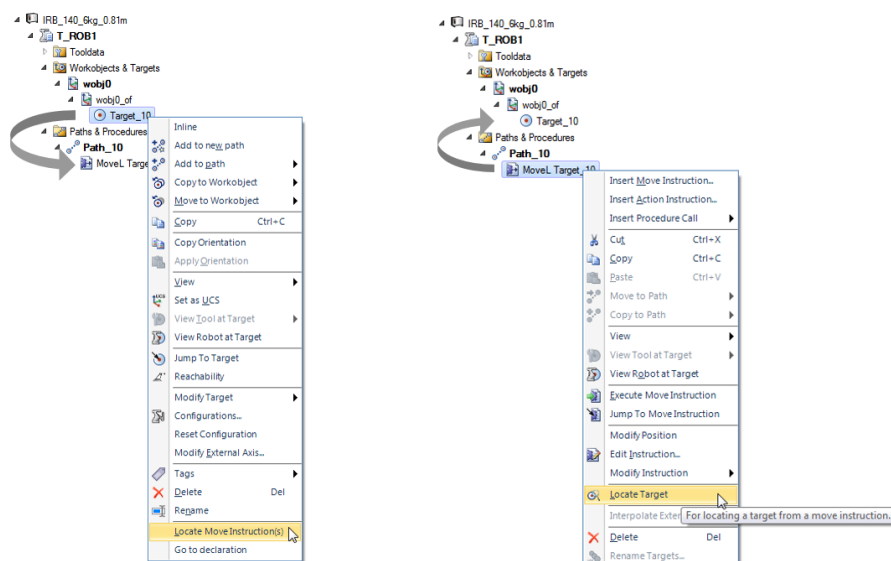 IRB_140_6kg_0.81m
T_ROB1
Tooldata
Workobjects & Targets
wobj0
wobj0_of
Target_10
Paths & Procedures
Path_10
MoveL Targe
Inline
Add to new path
Add to path
Copy to Workobject
Move to Workobject
Copy Ctrl+C
Copy Orientation
Apply Orientation
View
Set as UCS
View Tool at Target
View Robot at Target
Jump To Target
Reachability
Modify Target
Configurations...
Reset Configuration
Modify External Axis...
Tags
Delete Del
Rename
Locate Move Instruction(s)
Go to declaration
IRB_140_6kg_0.81m
T_ROB1
Tooldata
Workobjects & Targets
wobj0
wobj0_of
Target_10
Paths & Procedures
Path_10
MoveL Target_10
Insert Move Instruction...
Insert Action Instruction...
Insert Procedure Call
Cut Ctrl+X
Copy Ctrl+C
Paste Ctrl+V
Move to Path
Copy to Path
View
View Tool at Target
View Robot at Target
Execute Move Instruction
Jump To Move Instruction
Modify Position
Edit Instruction...
Modify Instruction
Locate Target
Interpolate Exter
For locating a target from a move instruction.
Delete Del
Rename Targets...